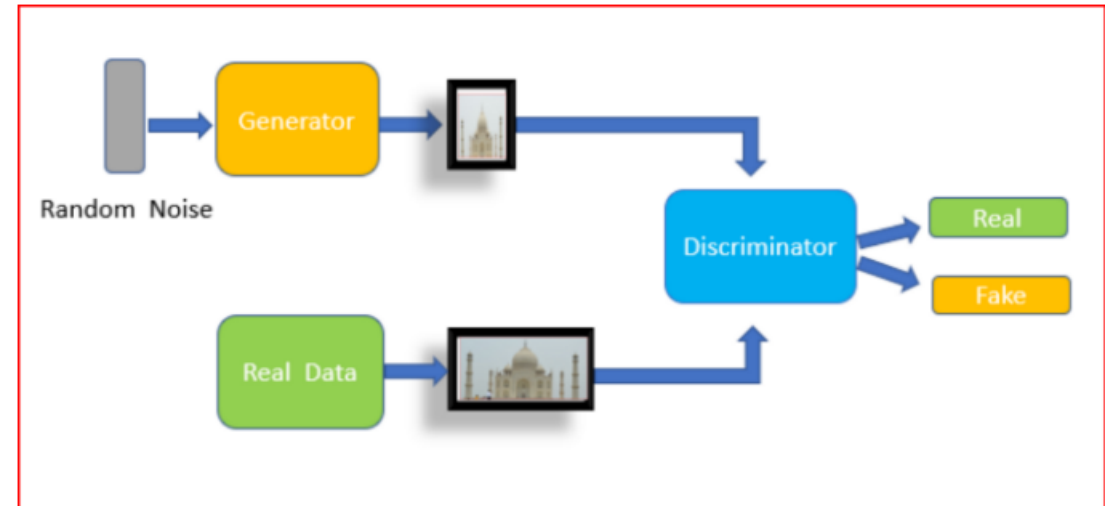 Generator
Random Noise
Discriminator
Real
Fake
Real Data